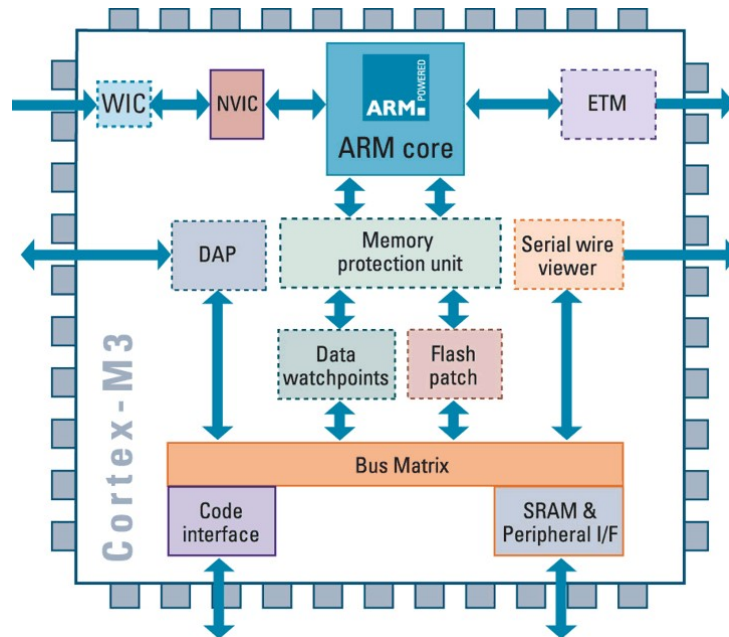 WIC
NVIC
ARM POWERED
ARM core
ETM
DAP
Memory
protection unit
Serial wire
viewer
Data
watchpoints
Flash
patch
Cortex-M3
Bus Matrix
Code
interface
SRAM &
Peripheral I/F